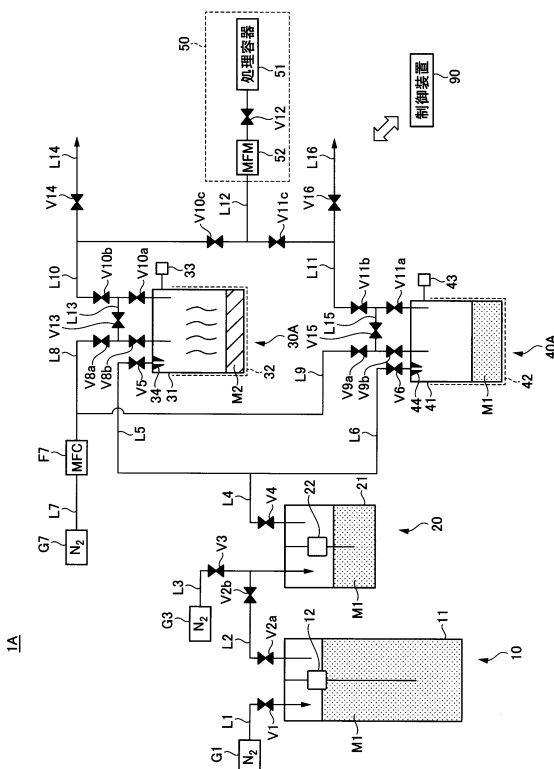 1A
G1
N₂
L1
V1
10
11
12
M1
V2a
L2
V2b
G3
N₂
L3
V3
20
21
22
M1
V4
L4
L5
L6
G7
N₂
L7
F7
MFC
L8
V8a
V8b
V5
34
31
32
M2
30A
33
V13
L13
V10b
V10a
L10
V14
L14
L9
V9a
V9b
V6
44
41
42
M1
40A
43
V15
L15
V11b
V11a
L11
V16
L16
V10c
V11c
L12
50
MFM
52
V12
処理容器
51
制御装置
90